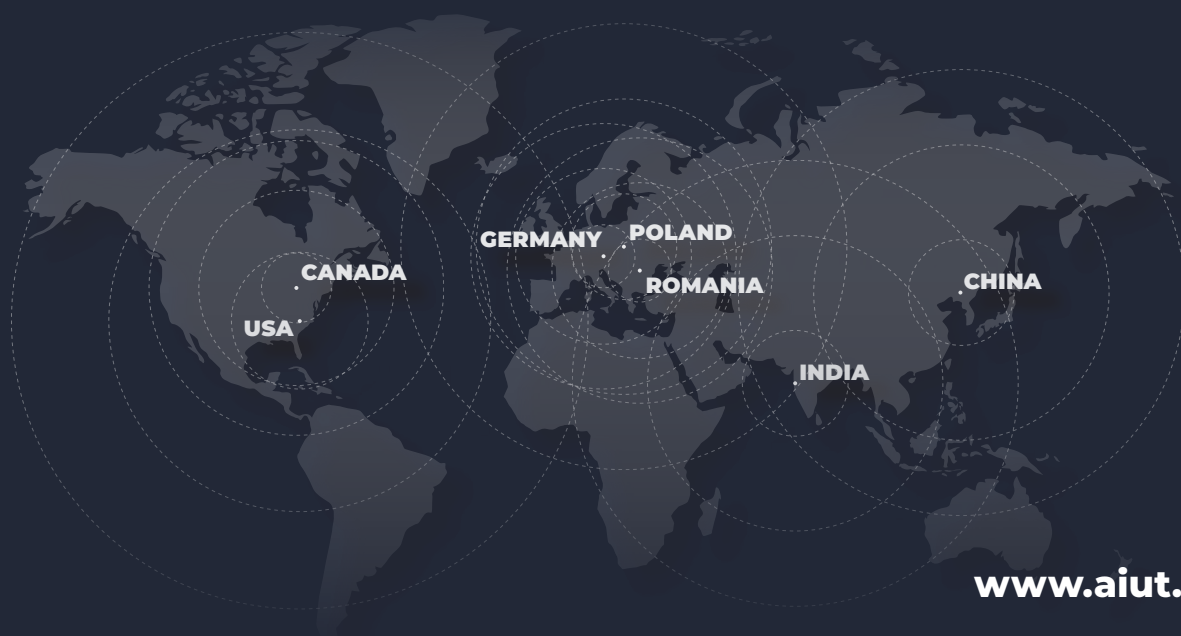 GERMANY
POLAND
CANADA
ROMANIA
CHINA
USA
INDIA
www.aiut.